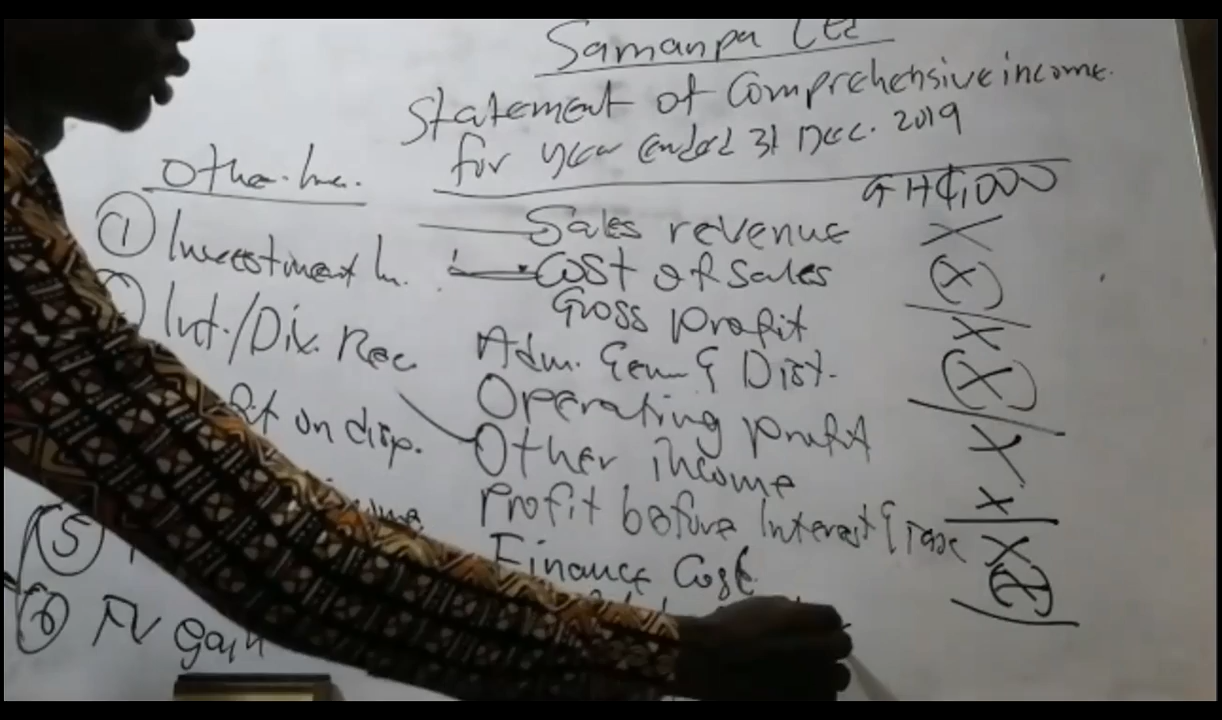 Samanpa Ltd
Statement of Comprehensive income.
for year ended 31 Dec. 2019
GH₵,000
Sales revenue X
Cost of Sales (X)
Gross profit X
Adm. Gen & Dist. (X)
Operating profit X
Other income X
Profit before Interest & Tax X
Finance Cost (X)
Other Inc.
① Investment In.
Int./Div. Rec
on disp.
⑤
⑥ FV gain